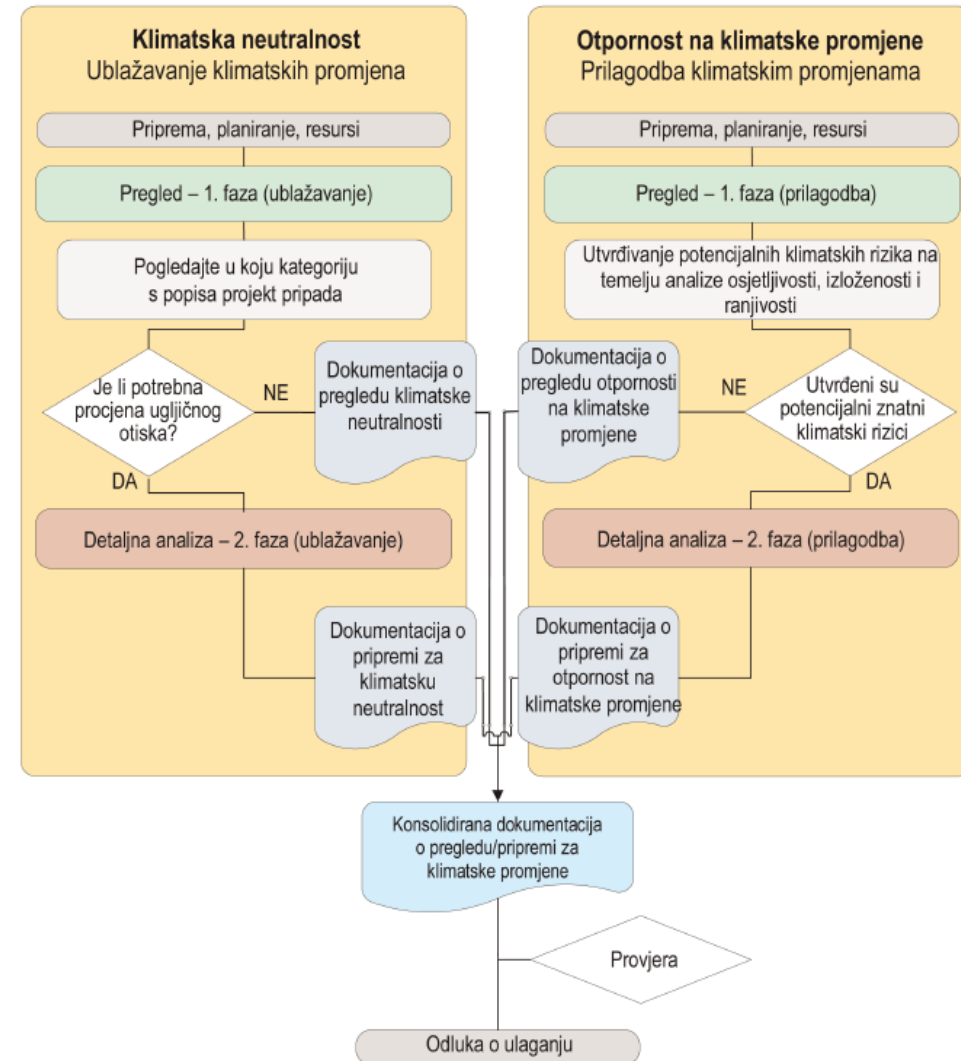 Klimatska neutralnost
Ublažavanje klimatskih promjena
Priprema, planiranje, resursi
Pregled – 1. faza (ublažavanje)
Pogledajte u koju kategoriju
s popisa projekt pripada
Je li potrebna
procjena ugljičnog
otiska?
NE
Dokumentacija o
pregledu klimatske
neutralnosti
DA
Detaljna analiza – 2. faza (ublažavanje)
Dokumentacija o
pripremi za
klimatsku
neutralnost
Otpornost na klimatske promjene
Prilagodba klimatskim promjenama
Priprema, planiranje, resursi
Pregled – 1. faza (prilagodba)
Utvrđivanje potencijalnih klimatskih rizika na
temelju analize osjetljivosti, izloženosti i
ranjivosti
Dokumentacija o
pregledu otpornosti
na klimatske
promjene
NE
Utvrđeni su
potencijalni znatni
klimatski rizici
DA
Detaljna analiza – 2. faza (prilagodba)
Dokumentacija o
pripremi za
otpornost na
klimatske promjene
Konsolidirana dokumentacija
o pregledu/pripremi za
klimatske promjene
Provjera
Odluka o ulaganju